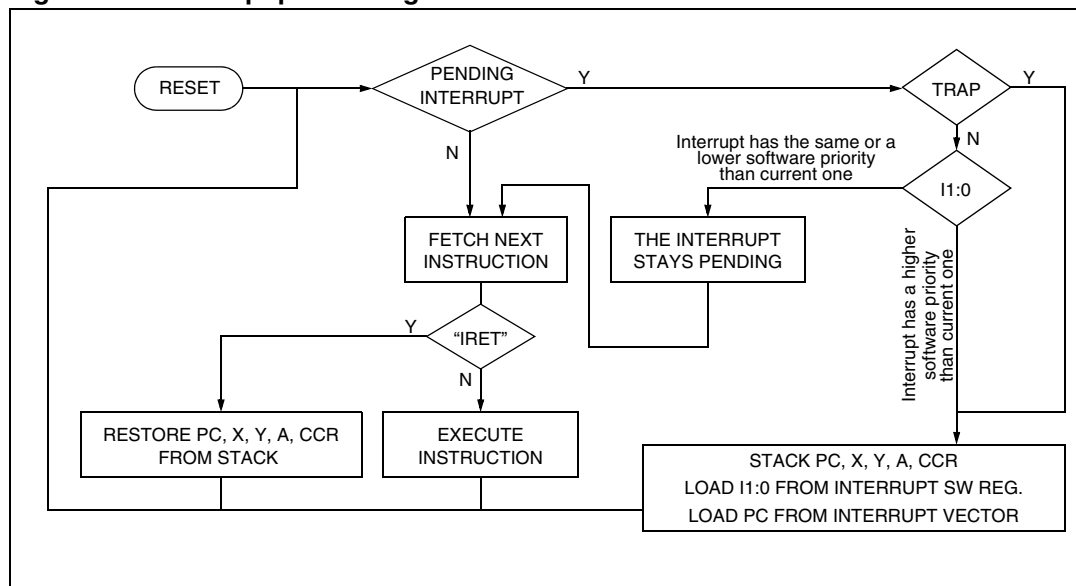 RESET
PENDING
INTERRUPT
Y
TRAP
Y
N
N
Interrupt has the same or a
lower software priority
than current one
I1:0
FETCH NEXT
INSTRUCTION
THE INTERRUPT
STAYS PENDING
Interrupt has a higher
software priority
than current one
Y
“IRET”
N
RESTORE PC, X, Y, A, CCR
FROM STACK
EXECUTE
INSTRUCTION
STACK PC, X, Y, A, CCR
LOAD I1:0 FROM INTERRUPT SW REG.
LOAD PC FROM INTERRUPT VECTOR